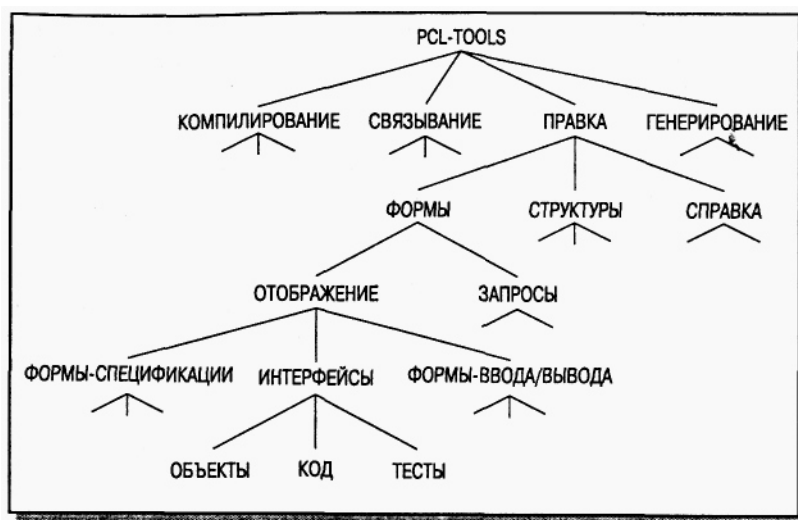 PCL-TOOLS
КОМПИЛИРОВАНИЕ СВЯЗЫВАНИЕ ПРАВКА ГЕНЕРИРОВАНИЕ
ФОРМЫ СТРУКТУРЫ СПРАВКА
ОТОБРАЖЕНИЕ ЗАПРОСЫ
ФОРМЫ-СПЕЦИФИКАЦИИ ИНТЕРФЕЙСЫ ФОРМЫ-ВВОДА/ВЫВОДА
ОБЪЕКТЫ КОД ТЕСТЫ